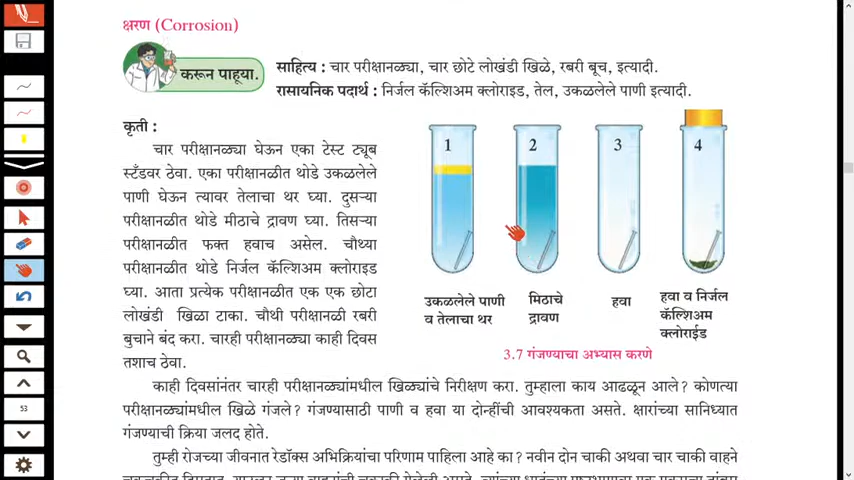 क्षरण (Corrosion)
करून पाहूया.
साहित्य : चार परीक्षानळ्या, चार छोटे लोखंडी खिळे, रबरी बूच, इत्यादी.
रासायनिक पदार्थ : निर्जल कॅल्शिअम क्लोराइड, तेल, उकळलेले पाणी इत्यादी.
कृती :
चार परीक्षानळ्या घेऊन एका टेस्ट ट्यूब
स्टँडवर ठेवा. एका परीक्षानळीत थोडे उकळलेले
पाणी घेऊन त्यावर तेलाचा थर घ्या. दुसऱ्या
परीक्षानळीत थोडे मीठाचे द्रावण घ्या. तिसऱ्या
परीक्षानळीत फक्त हवाच असेल. चौथ्या
परीक्षानळीत थोडे निर्जल कॅल्शिअम क्लोराइड
घ्या. आता प्रत्येक परीक्षानळीत एक एक छोटा
लोखंडी खिळा टाका. चौथी परीक्षानळी रबरी
बुचाने बंद करा. चारही परीक्षानळ्या काही दिवस
तशाच ठेवा.
1
2
3
4
उकळलेले पाणी
व तेलाचा थर
मिठाचे
द्रावण
हवा
हवा व निर्जल
कॅल्शिअम
क्लोराईड
3.7 गंजण्याचा अभ्यास करणे
काही दिवसांनंतर चारही परीक्षानळ्यांमधील खिळ्यांचे निरीक्षण करा. तुम्हाला काय आढळून आले? कोणत्या
परीक्षानळ्यांमधील खिळे गंजले? गंजण्यासाठी पाणी व हवा या दोन्हींची आवश्यकता असते. क्षारांच्या सानिध्यात
गंजण्याची क्रिया जलद होते.
तुम्ही रोजच्या जीवनात रेडॉक्स अभिक्रियांचा परिणाम पाहिला आहे का? नवीन दोन चाकी अथवा चार चाकी वाहने
53